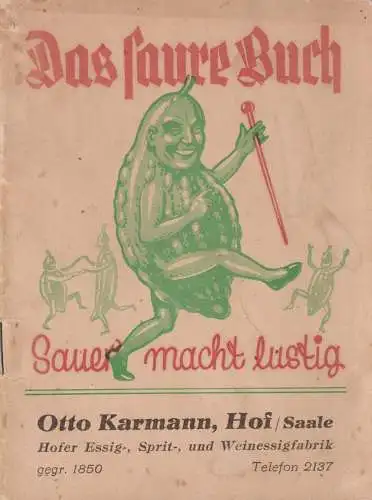 Das saure Buch
Sauer macht lustig
Otto Karmann, Hof / Saale
Hofer Essig-, Sprit-, und Weinessigfabrik
gegr. 1850 Telefon 2137